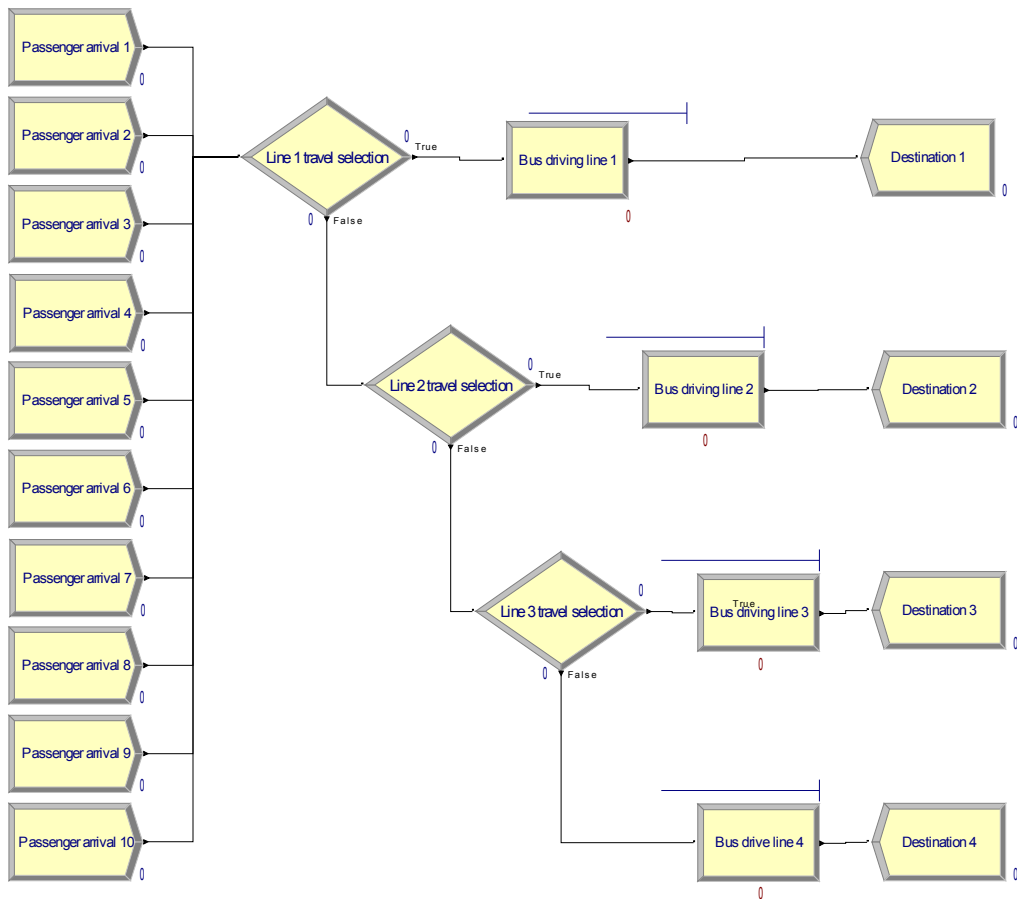 Passenger arrival 1
0
Passenger arrival 2
0
Passenger arrival 3
0
Passenger arrival 4
0
Passenger arrival 5
0
Passenger arrival 6
0
Passenger arrival 7
0
Passenger arrival 8
0
Passenger arrival 9
0
Passenger arrival 10
0
Line 1 travel selection
0
True
0
False
Bus driving line 1
0
Destination 1
0
Line 2 travel selection
0
True
0
False
Bus driving line 2
0
Destination 2
0
Line 3 travel selection
0
True
0
False
Bus driving line 3
0
Destination 3
0
Bus drive line 4
0
Destination 4
0